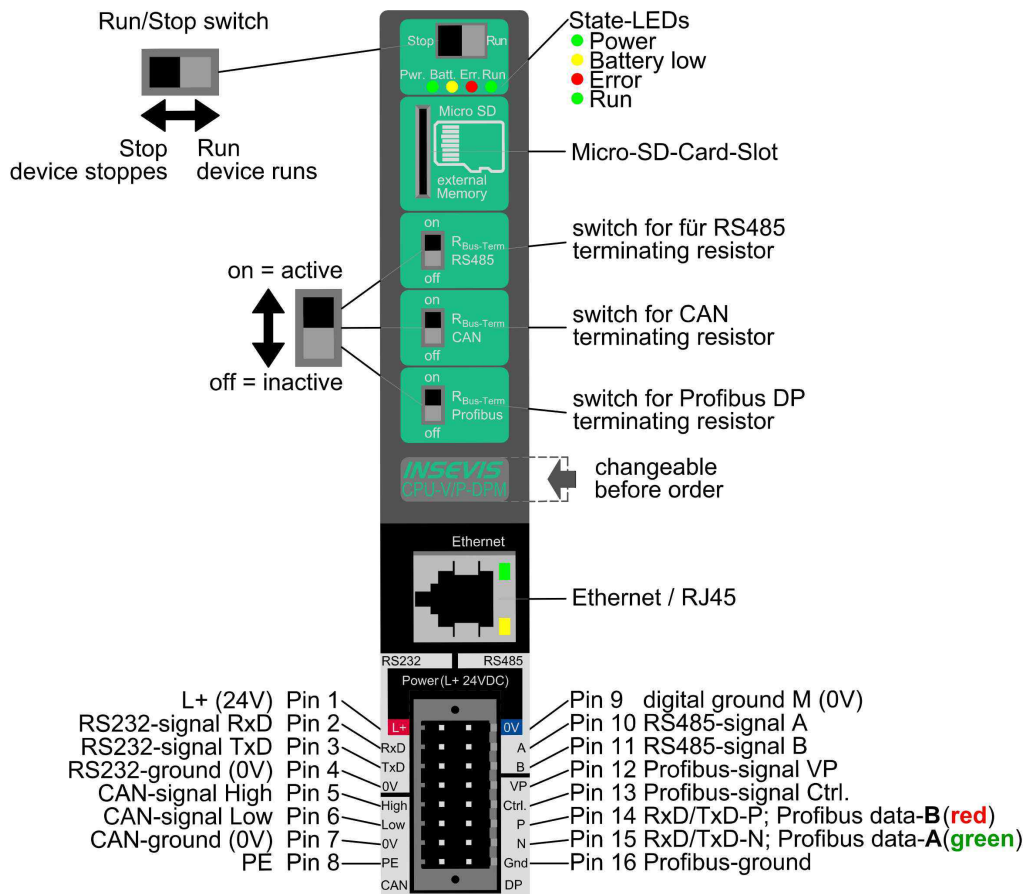 Run/Stop switch
Stop
device stoppes
Run
device runs
Stop
Run
Pwr. Batt. Err. Run
State-LEDs
Power
Battery low
Error
Run
Micro SD
external
Memory
Micro-SD-Card-Slot
on
R Bus-Term
RS485
off
switch for für RS485
terminating resistor
on = active
off = inactive
on
R Bus-Term
CAN
off
switch for CAN
terminating resistor
on
R Bus-Term
Profibus
off
switch for Profibus DP
terminating resistor
INSEVIS
CPU-V/P-DPM
changeable
before order
Ethernet
Ethernet / RJ45
RS232
RS485
Power(L+ 24VDC)
L+ (24V) Pin 1
RS232-signal RxD Pin 2
RS232-signal TxD Pin 3
RS232-ground (0V) Pin 4
CAN-signal High Pin 5
CAN-signal Low Pin 6
CAN-ground (0V) Pin 7
PE Pin 8
L+
RxD
TxD
0V
High
Low
0V
PE
CAN
0V
A
B
VP
Ctrl.
P
N
Gnd
DP
Pin 9 digital ground M (0V)
Pin 10 RS485-signal A
Pin 11 RS485-signal B
Pin 12 Profibus-signal VP
Pin 13 Profibus-signal Ctrl.
Pin 14 RxD/TxD-P; Profibus data-B(red)
Pin 15 RxD/TxD-N; Profibus data-A(green)
Pin 16 Profibus-ground